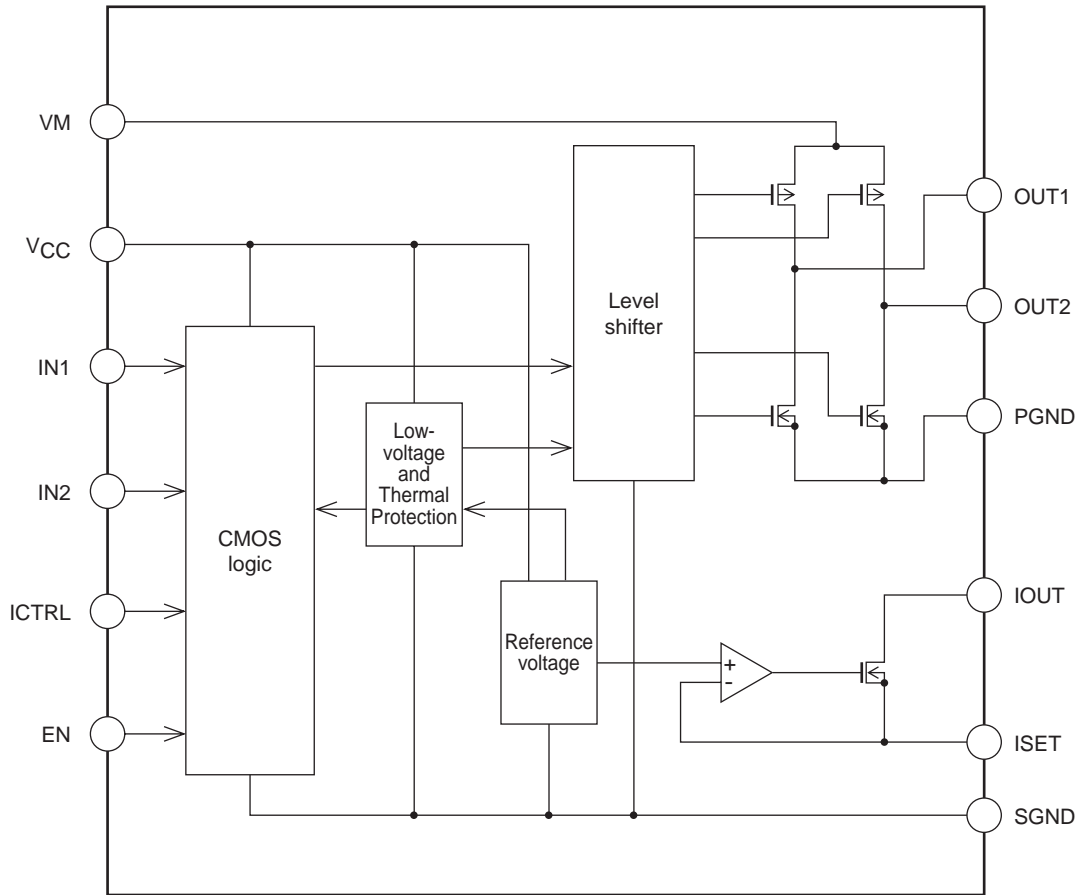 VM
VCC
IN1
IN2
ICTRL
EN
CMOS
logic
Low-
voltage
and
Thermal
Protection
Level
shifter
Reference
voltage
+
-
OUT1
OUT2
PGND
IOUT
ISET
SGND